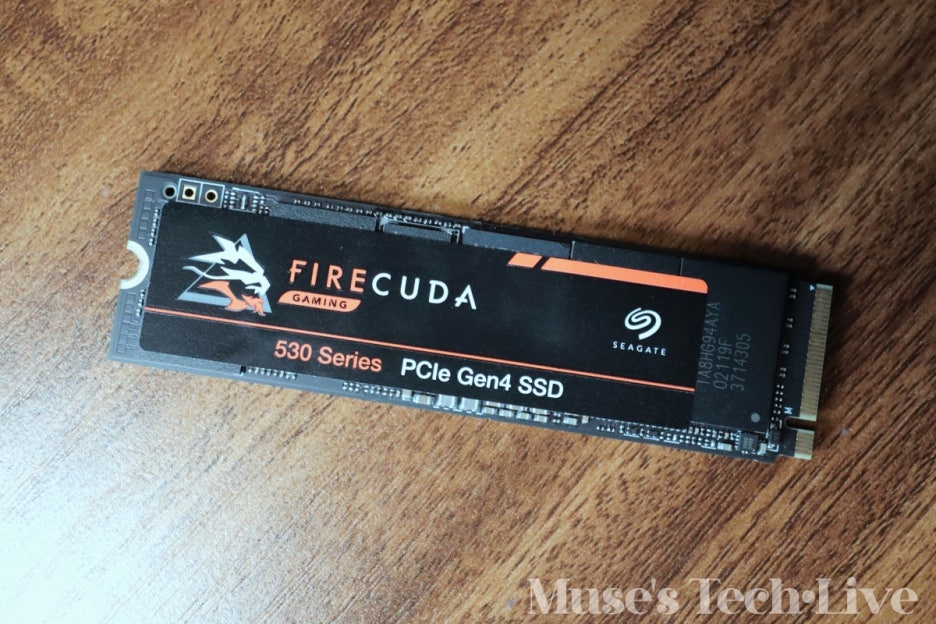 FIRECUDA
GAMING
SEAGATE
530 Series PCIe Gen4 SSD
TA8HG94AYA
02119F
3714305
M
Muse's Tech•Live